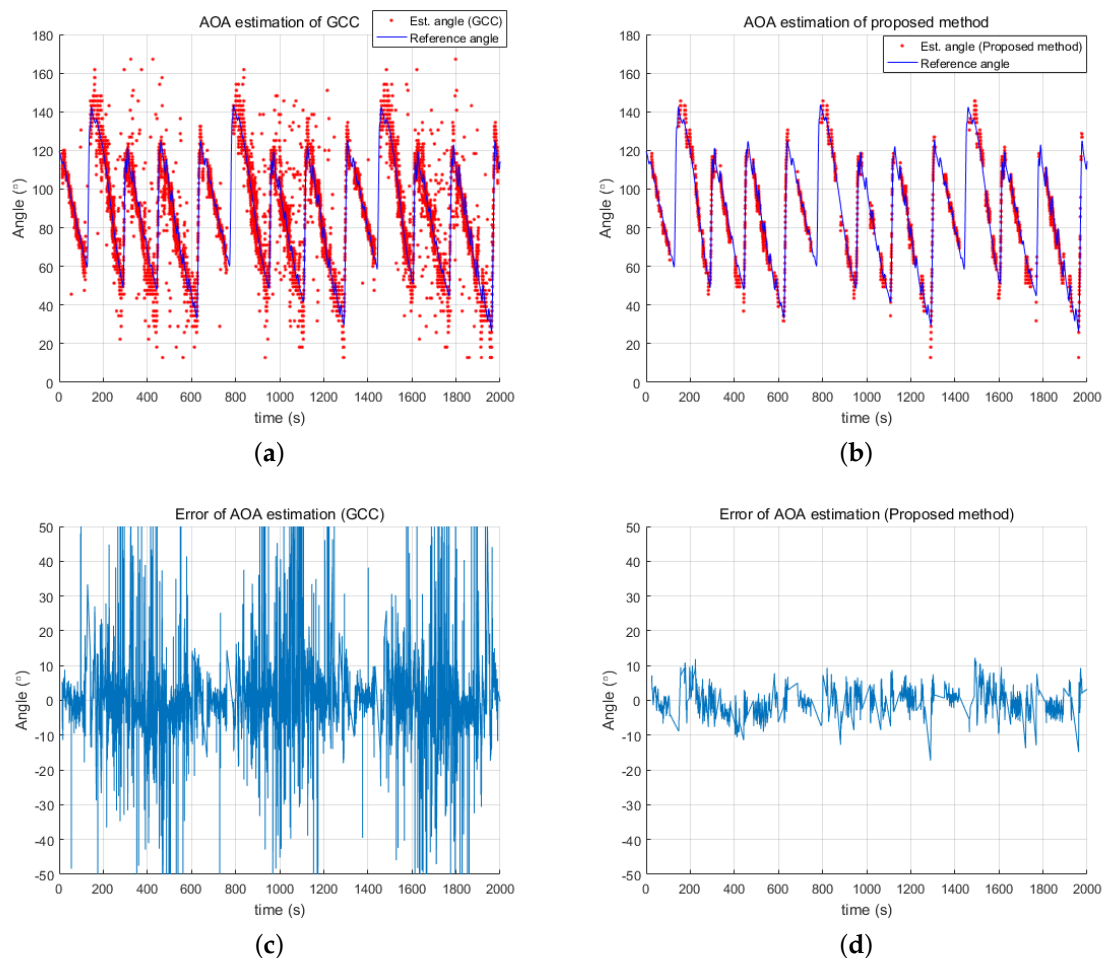 AOA estimation of GCC
Est. angle (GCC)
Reference angle
Angle (°)
180
160
140
120
100
80
60
40
20
0
0 200 400 600 800 1000 1200 1400 1600 1800 2000
time (s)
(a)
AOA estimation of proposed method
Est. angle (Proposed method)
Reference angle
Angle (°)
180
160
140
120
100
80
60
40
20
0
0 200 400 600 800 1000 1200 1400 1600 1800 2000
time (s)
(b)
Error of AOA estimation (GCC)
Angle (°)
50
40
30
20
10
0
-10
-20
-30
-40
-50
0 200 400 600 800 1000 1200 1400 1600 1800 2000
time (s)
(c)
Error of AOA estimation (Proposed method)
Angle (°)
50
40
30
20
10
0
-10
-20
-30
-40
-50
0 200 400 600 800 1000 1200 1400 1600 1800 2000
time (s)
(d)